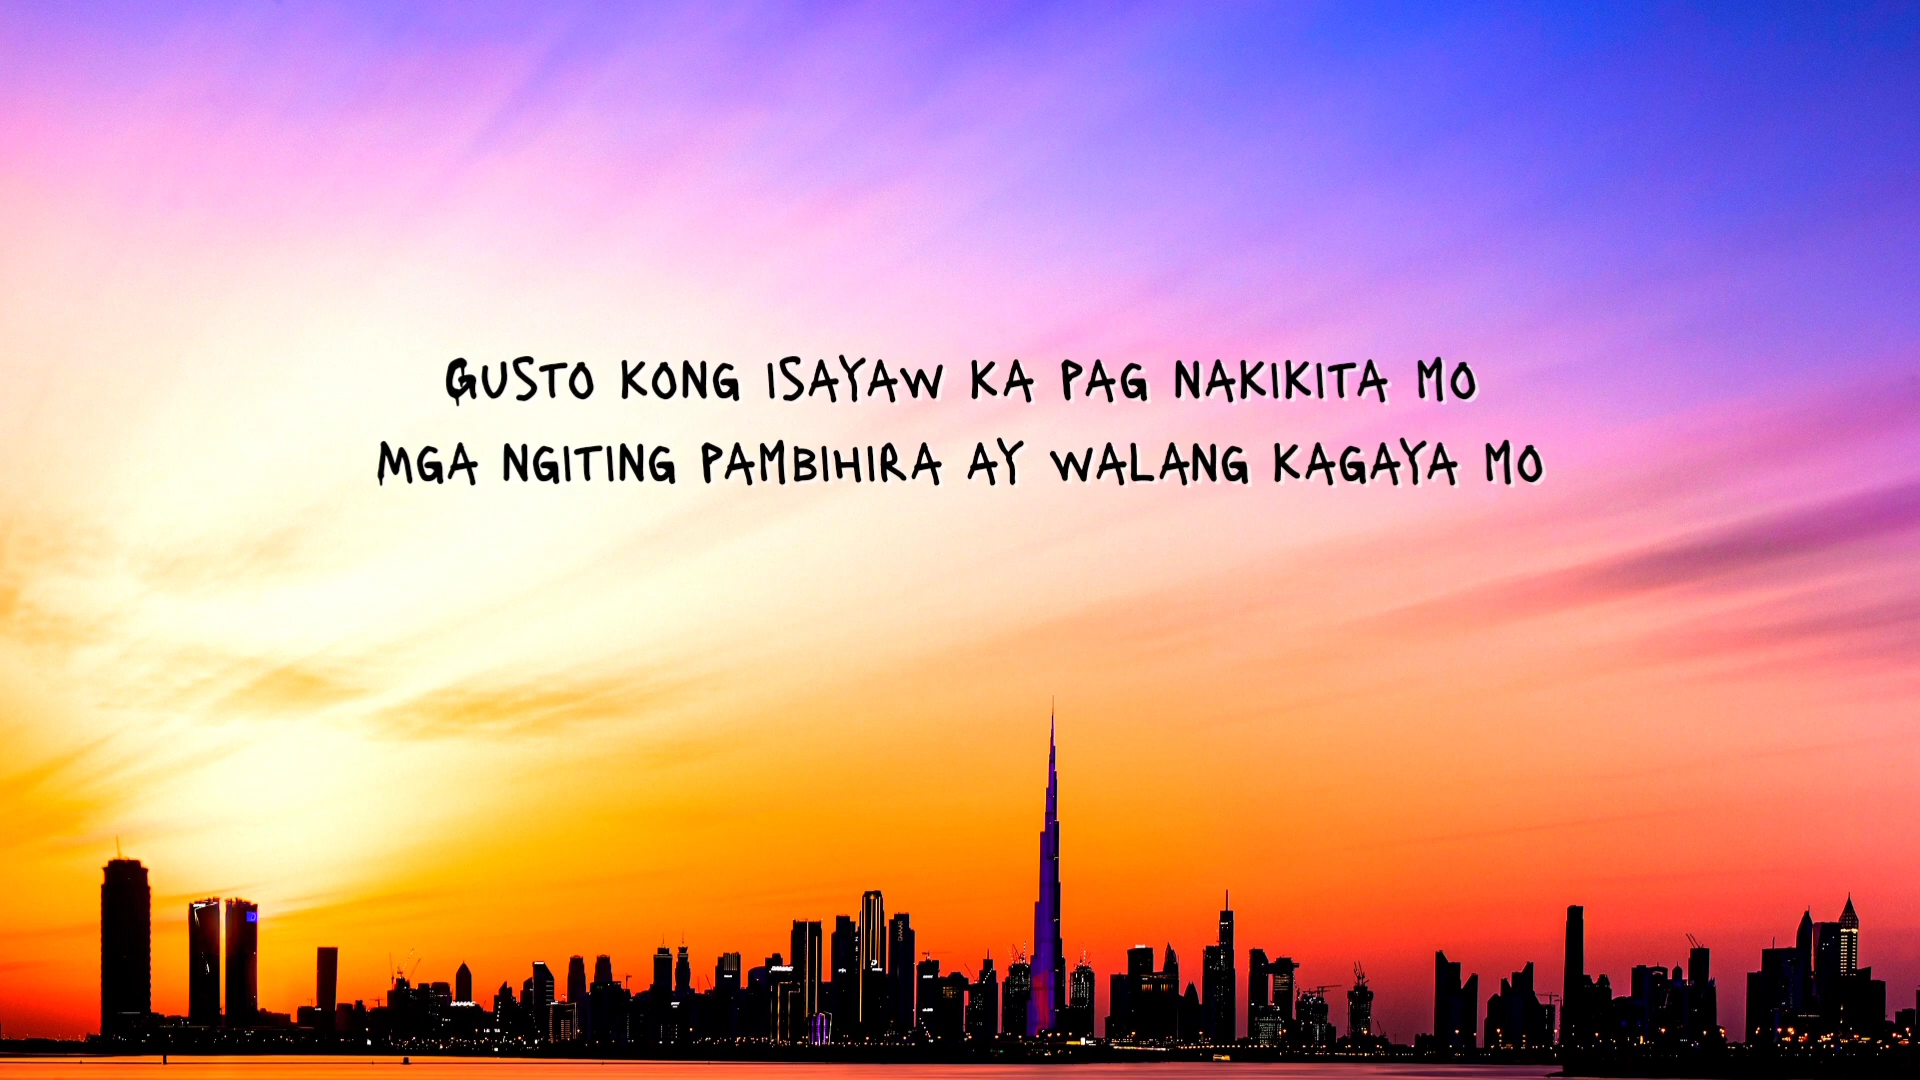 GUSTO KONG ISAYAW KA PAG NAKIKITA MO
MGA NGITING PAMBIHIRA AY WALANG KAGAYA MO